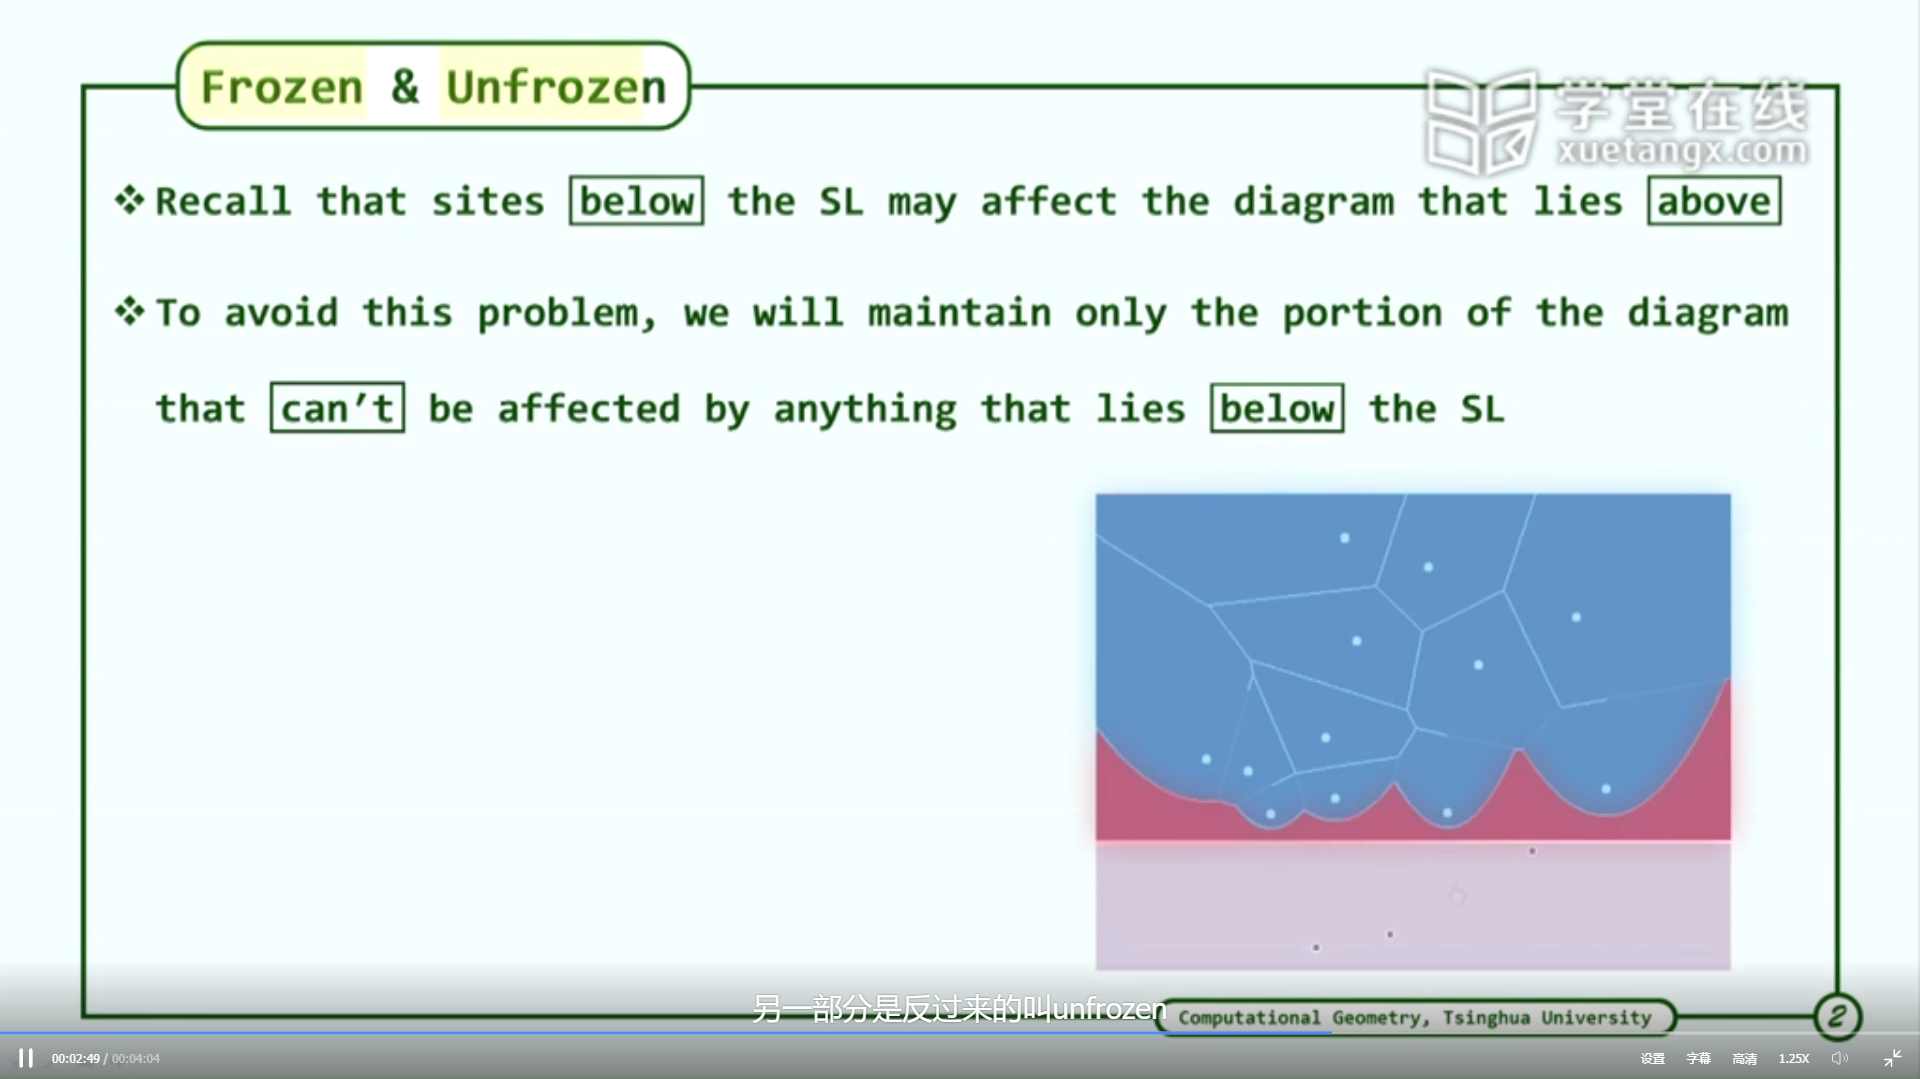 Frozen & Unfrozen
学堂在线
xuetangx.com
❖ Recall that sites below the SL may affect the diagram that lies above
❖ To avoid this problem, we will maintain only the portion of the diagram
that can't be affected by anything that lies below the SL
另一部分是反过来的叫unfrozen
Computational Geometry, Tsinghua University
2
00:02:49 / 00:04:04
设置 字幕 高清 1.25X